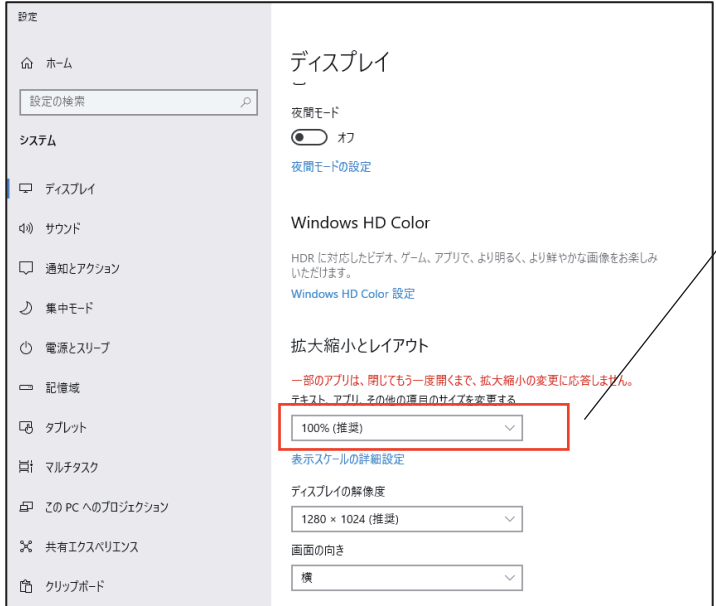 設定
ホーム
設定の検索
システム
ディスプレイ
サウンド
通知とアクション
集中モード
電源とスリープ
記憶域
タブレット
マルチタスク
この PC へのプロジェクション
共有エクスペリエンス
クリップボード
ディスプレイ
夜間モード
オフ
夜間モードの設定
Windows HD Color
HDR に対応したビデオ、ゲーム、アプリで、より明るく、より鮮やかな画像をお楽しみ
いただけます。
Windows HD Color 設定
拡大縮小とレイアウト
一部のアプリは、閉じてもう一度開くまで、拡大縮小の変更に応答しません。
テキスト、アプリ、その他の項目のサイズを変更する
100% (推奨)
表示スケールの詳細設定
ディスプレイの解像度
1280 × 1024 (推奨)
画面の向き
横